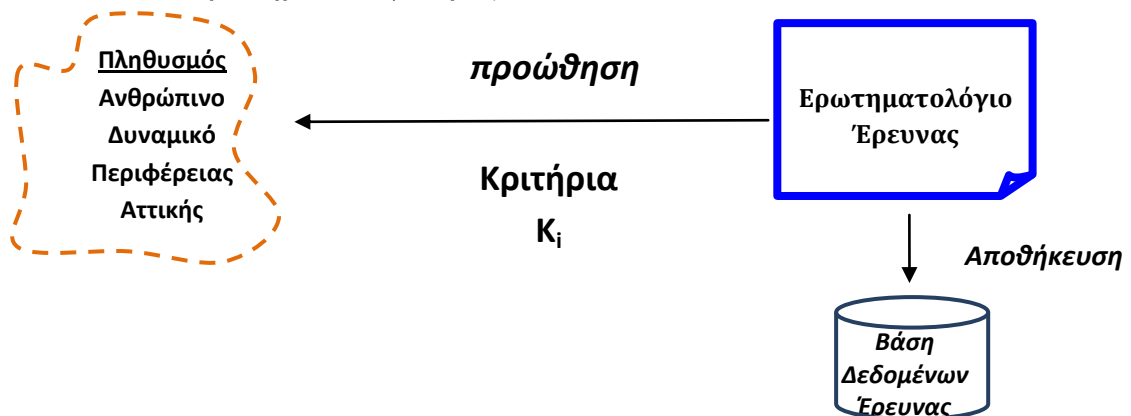 Πληθυσμός
Ανθρώπινο
Δυναμικό
Περιφέρειας
Αττικής
προώθηση
Κριτήρια
Kᵢ
Ερωτηματολόγιο
Έρευνας
Αποθήκευση
Βάση
Δεδομένων
Έρευνας